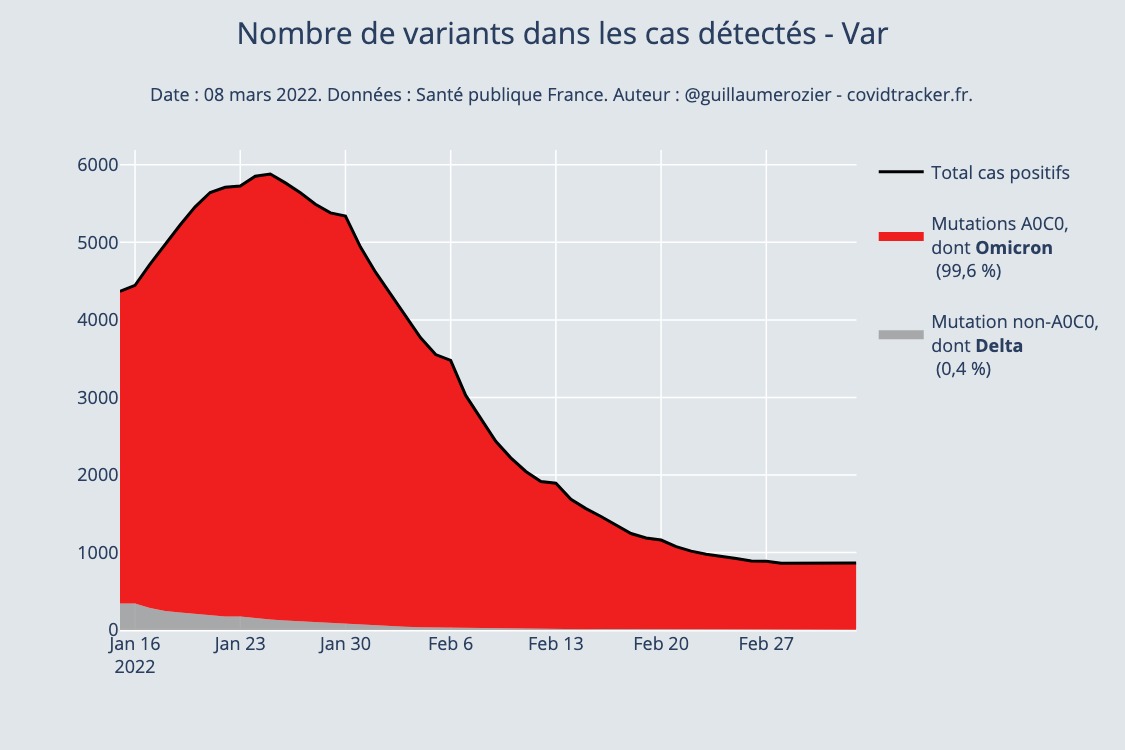 Nombre de variants dans les cas détectés - Var
Date : 08 mars 2022. Données : Santé publique France. Auteur : @guillaumerozier - covidtracker.fr.
6000
5000
4000
3000
2000
1000
0
Jan 16
2022
Jan 23
Jan 30
Feb 6
Feb 13
Feb 20
Feb 27
Total cas positifs
Mutations A0C0,
dont Omicron
(99,6 %)
Mutation non-A0C0,
dont Delta
(0,4 %)